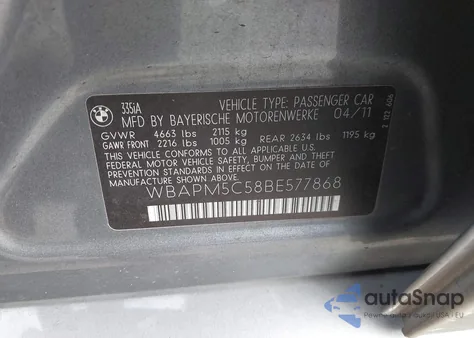 BMW
335iA
VEHICLE TYPE: PASSENGER CAR
MFD BY BAYERISCHE MOTORENWERKE 04/11
GVWR 4663 lbs 2115 kg
GAWR FRONT 2216 lbs 1005 kg REAR 2634 lbs 1195 kg
THIS VEHICLE CONFORMS TO ALL APPLICABLE
FEDERAL MOTOR VEHICLE SAFETY, BUMPER, AND THEFT
PREVENTION STANDARDS IN EFFECT ON THE DATE
OF MANUFACTURE SHOWN ABOVE
WBAPM5C58BE577868
autoSnap